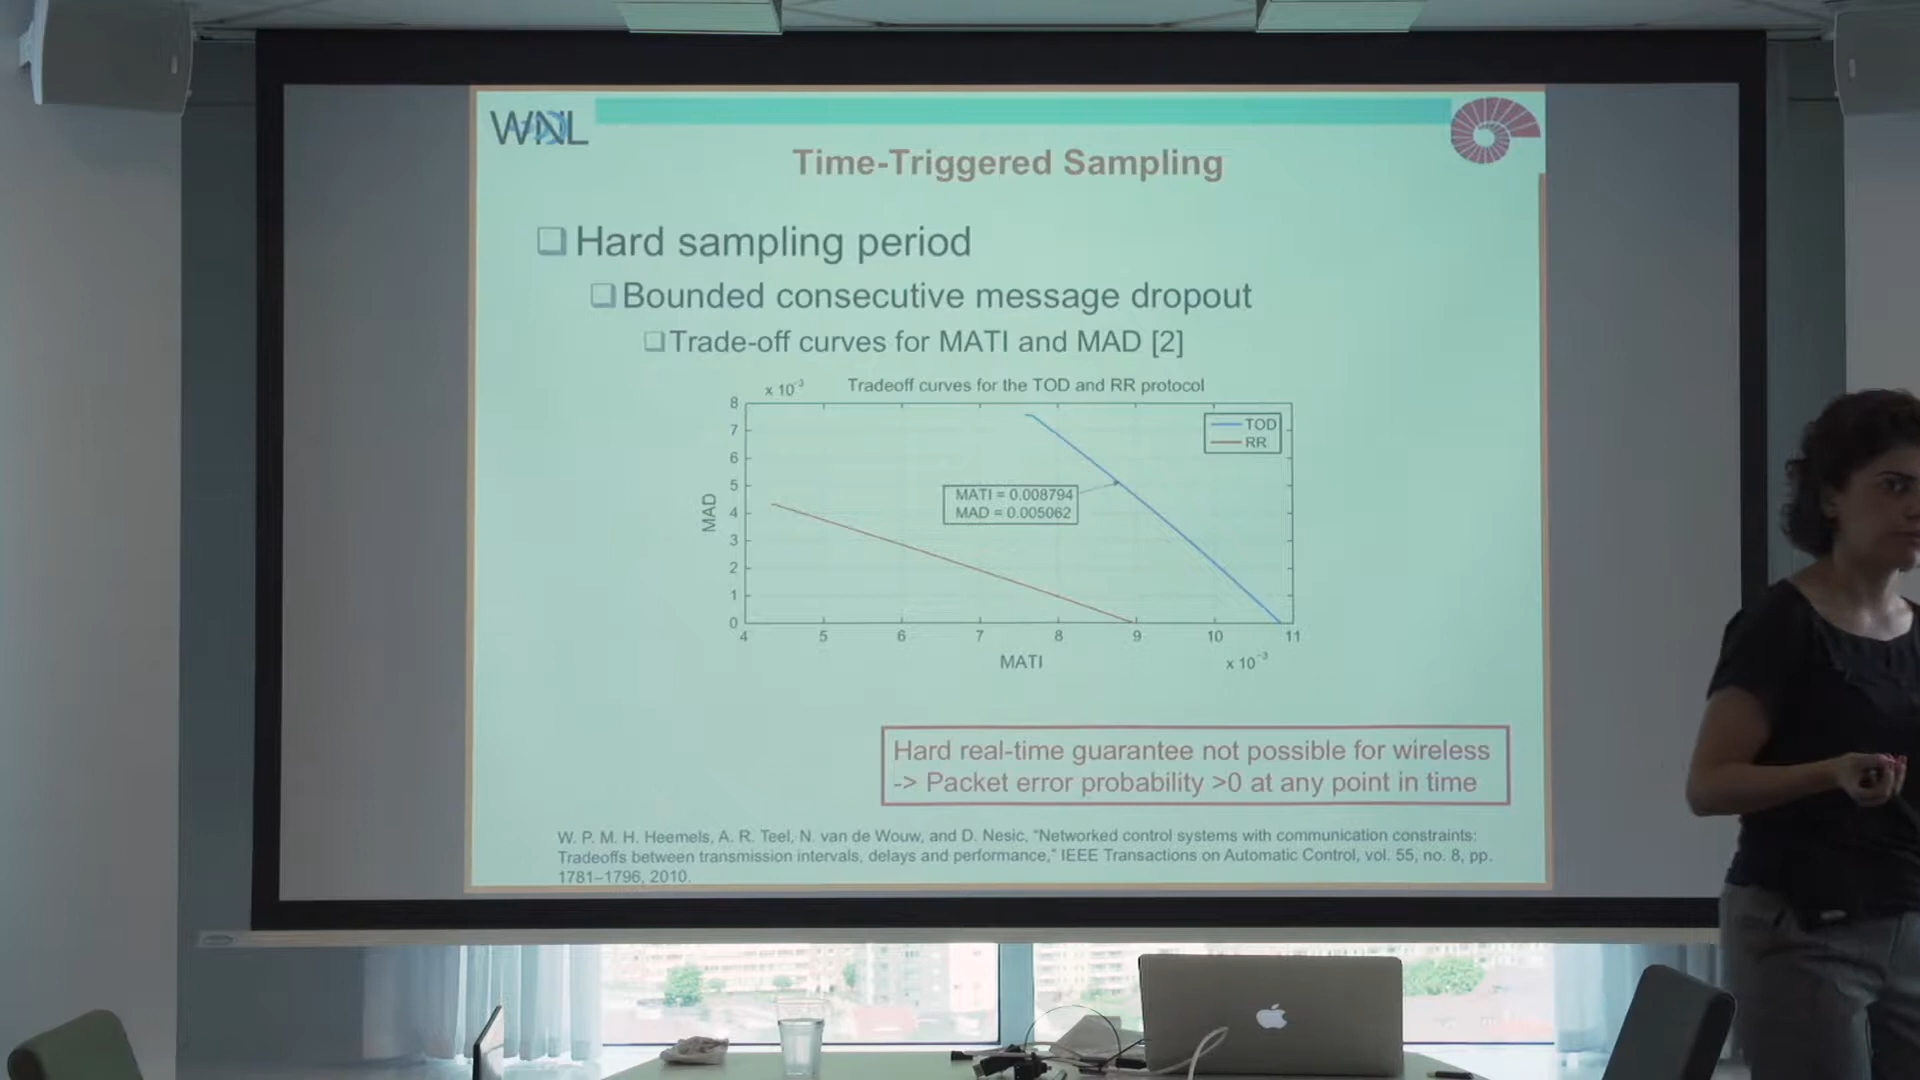 WNL
Time-Triggered Sampling
Hard sampling period
Bounded consecutive message dropout
Trade-off curves for MATI and MAD [2]
x 10⁻³
Tradeoff curves for the TOD and RR protocol
8
7
6
5
4
3
2
1
0
MAD
TOD
RR
MATI = 0.008794
MAD = 0.005062
4 5 6 7 8 9 10 11
MATI
x 10⁻³
Hard real-time guarantee not possible for wireless
-> Packet error probability >0 at any point in time
W. P. M. H. Heemels, A. R. Teel, N. van de Wouw, and D. Nesic, "Networked control systems with communication constraints:
Tradeoffs between transmission intervals, delays and performance," IEEE Transactions on Automatic Control, vol. 55, no. 8, pp.
1781–1796, 2010.